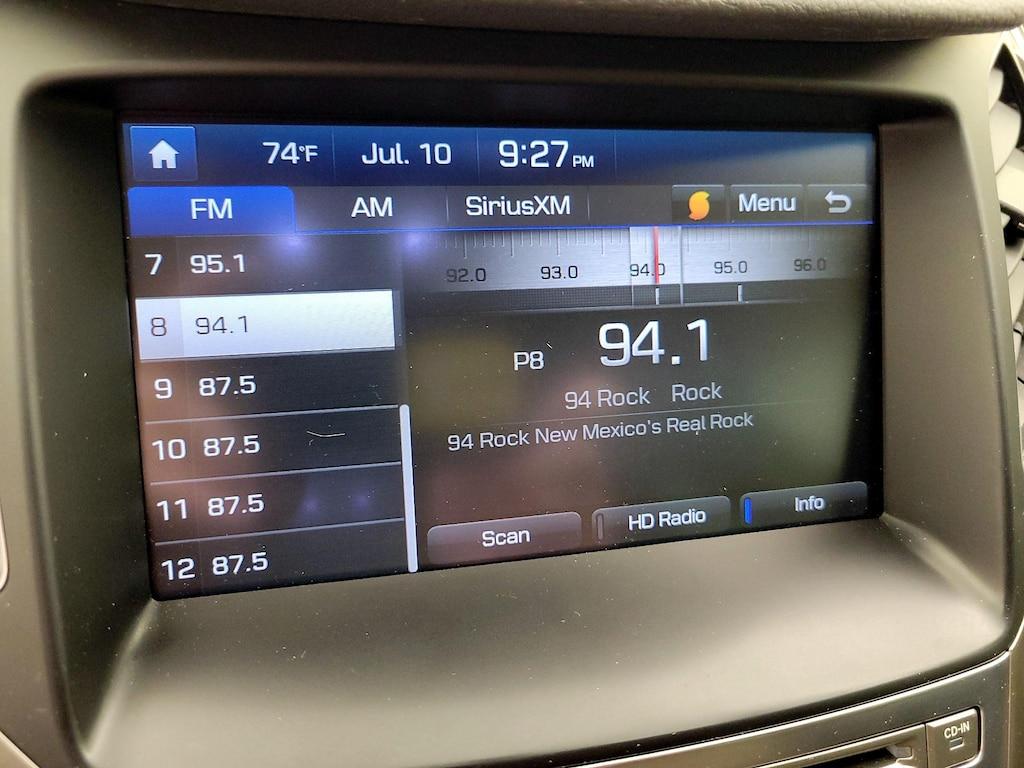 74°F Jul. 10 9:27 PM
FM AM SiriusXM Menu
7 95.1
8 94.1
9 87.5
10 87.5
11 87.5
12 87.5
92.0 93.0 94.0 95.0 96.0
P8 94.1
94 Rock Rock
94 Rock New Mexico's Real Rock
Scan HD Radio Info
CD-IN